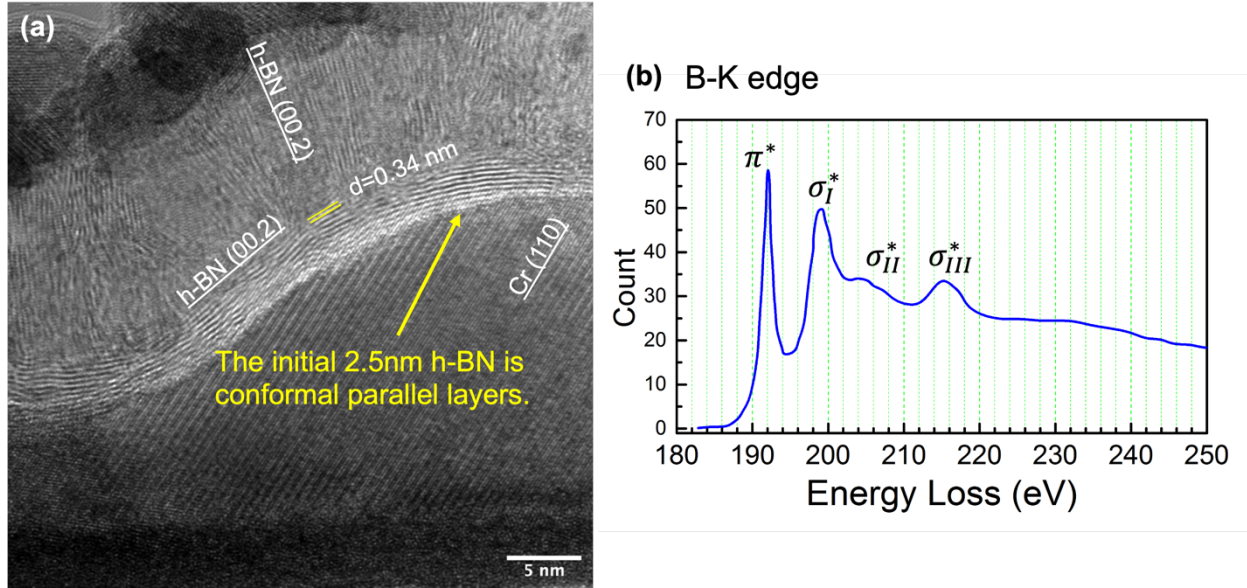 (a)
h-BN (00.2)
d=0.34 nm
h-BN (00.2)
Cr (110)
The initial 2.5nm h-BN is
conformal parallel layers.
5 nm
(b) B-K edge
70
60
50
40
30
20
10
0
Count
π*
σ*I
σ*II
σ*III
180 190 200 210 220 230 240 250
Energy Loss (eV)